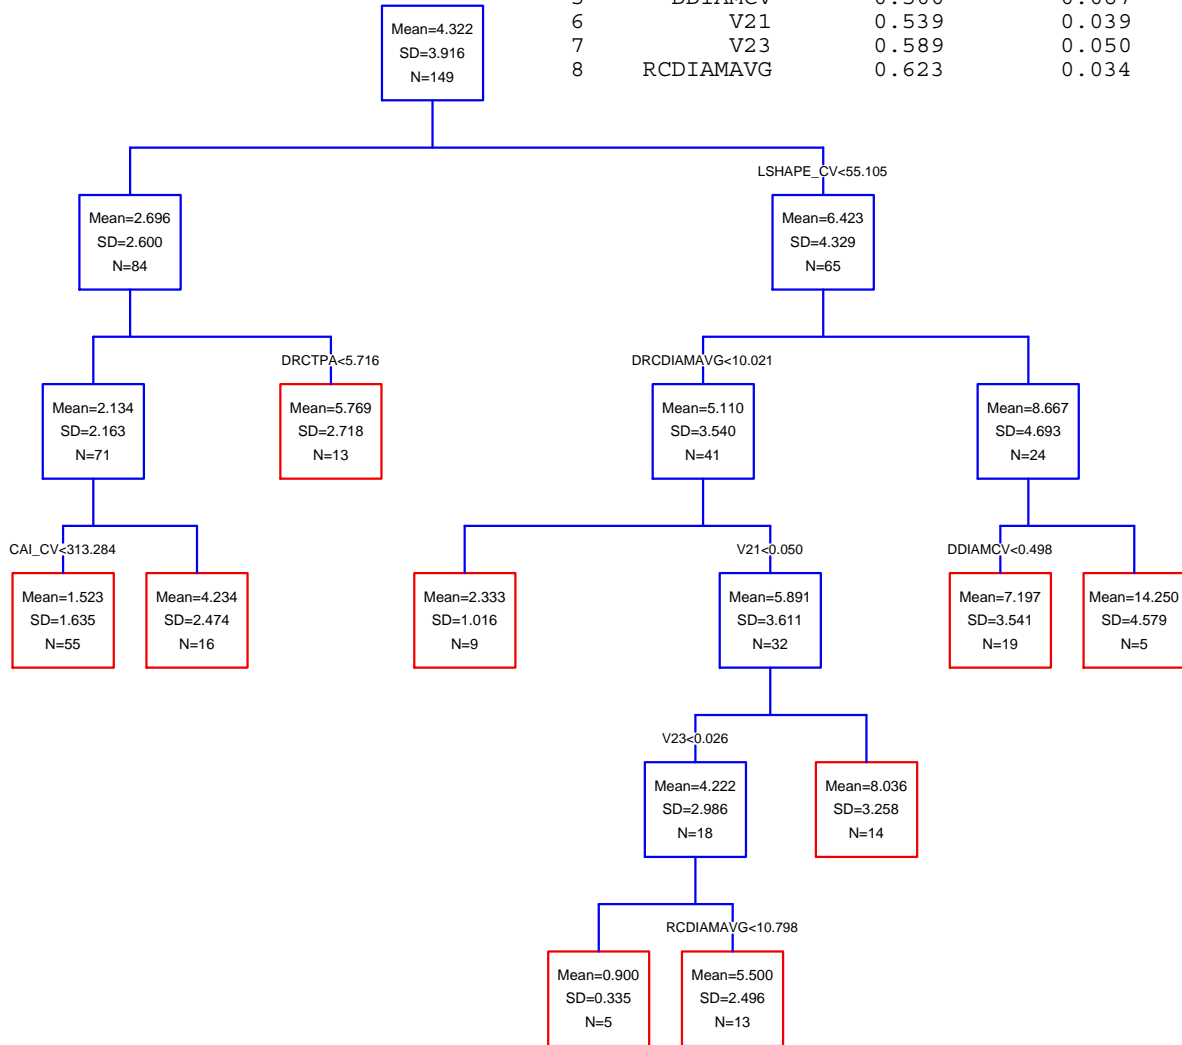 5 DDIAMCV 0.500 0.087
6 V21 0.539 0.039
7 V23 0.589 0.050
8 RCDIAMAVG 0.623 0.034
Mean=4.322
SD=3.916
N=149
LSHAPE_CV<55.105
Mean=2.696
SD=2.600
N=84
Mean=6.423
SD=4.329
N=65
DRCTPA<5.716
DRCDIAMAVG<10.021
Mean=2.134
SD=2.163
N=71
Mean=5.769
SD=2.718
N=13
Mean=5.110
SD=3.540
N=41
Mean=8.667
SD=4.693
N=24
CAI_CV<313.284
V21<0.050
DDIAMCV<0.498
Mean=1.523
SD=1.635
N=55
Mean=4.234
SD=2.474
N=16
Mean=2.333
SD=1.016
N=9
Mean=5.891
SD=3.611
N=32
Mean=7.197
SD=3.541
N=19
Mean=14.250
SD=4.579
N=5
V23<0.026
Mean=4.222
SD=2.986
N=18
Mean=8.036
SD=3.258
N=14
RCDIAMAVG<10.798
Mean=0.900
SD=0.335
N=5
Mean=5.500
SD=2.496
N=13